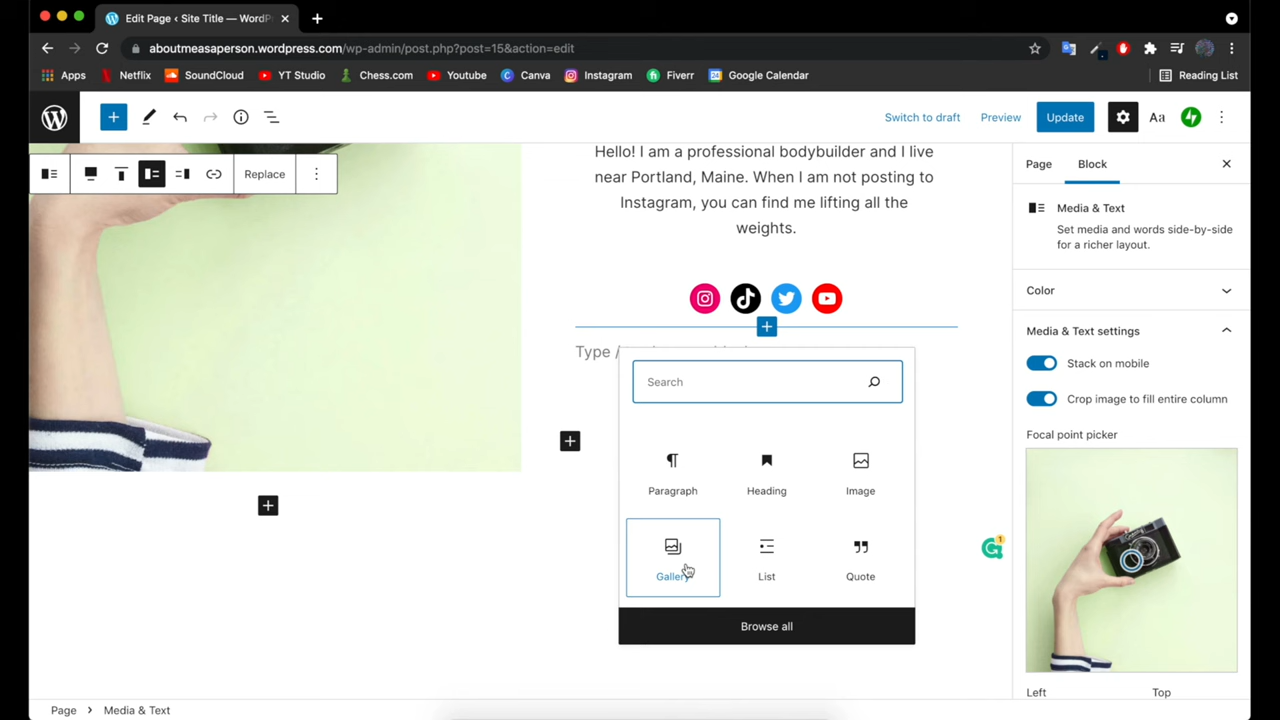 Edit Page ‹ Site Title — WordP
aboutmeasaperson.wordpress.com/wp-admin/post.php?post=15&action=edit
Apps Netflix SoundCloud YT Studio Chess.com Youtube Canva Instagram Fiverr Google Calendar Reading List
Switch to draft Preview Update Aa
Replace
Page Block
Hello! I am a professional bodybuilder and I live
near Portland, Maine. When I am not posting to
Instagram, you can find me lifting all the
weights.
Media & Text
Set media and words side-by-side
for a richer layout.
Color
Media & Text settings
Type /
Stack on mobile
Search
Crop image to fill entire column
Focal point picker
Paragraph Heading Image
Gallery List Quote
1
Browse all
Left Top
Page Media & Text